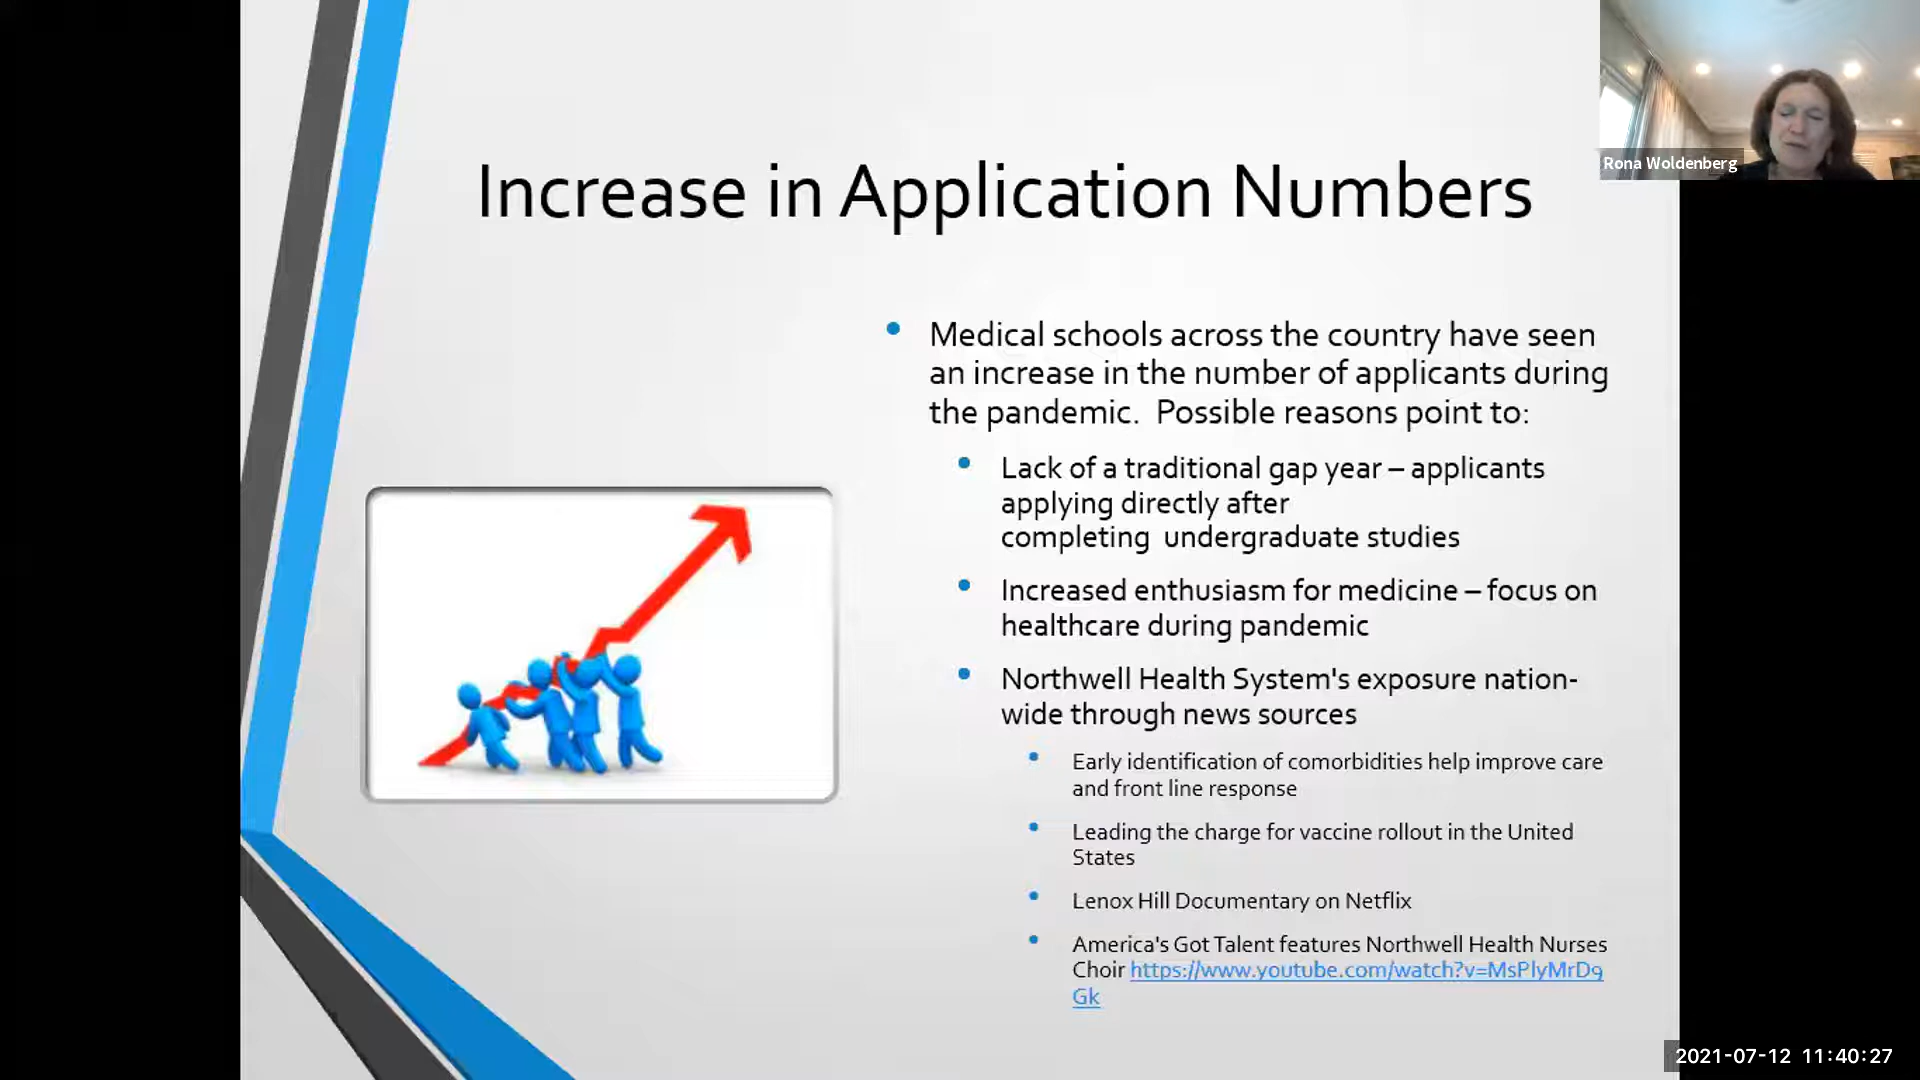 Rona Woldenberg
Increase in Application Numbers
• Medical schools across the country have seen
an increase in the number of applicants during
the pandemic.  Possible reasons point to:
• Lack of a traditional gap year – applicants
applying directly after
completing  undergraduate studies
• Increased enthusiasm for medicine – focus on
healthcare during pandemic
• Northwell Health System's exposure nation-
wide through news sources
• Early identification of comorbidities help improve care
and front line response
• Leading the charge for vaccine rollout in the United
States
• Lenox Hill Documentary on Netflix
• America's Got Talent features Northwell Health Nurses
Choir https://www.youtube.com/watch?v=MsPlyMrD9
Gk
2021-07-12 11:40:27